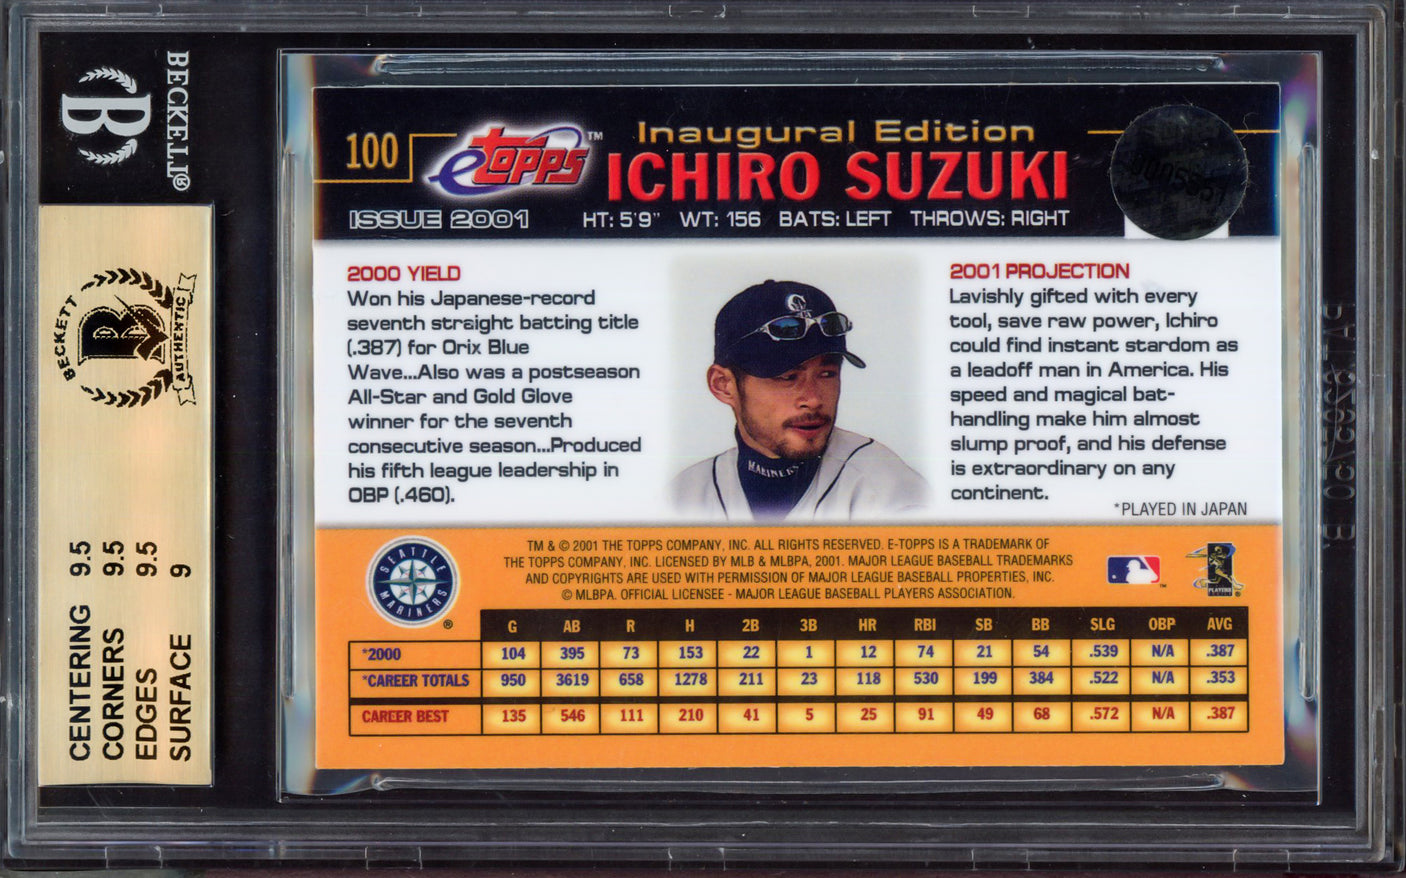 BECKETT®
B
BECKETT
AUTHENTIC
CENTERING 9.5
CORNERS 9.5
EDGES 9.5
SURFACE 9
100
etopps™
Inaugural Edition
ICHIRO SUZUKI
ISSUE 2001
HT: 5'9" WT: 156 BATS: LEFT THROWS: RIGHT
2000 YIELD
Won his Japanese-record
seventh straight batting title
(.387) for Orix Blue
Wave...Also was a postseason
All-Star and Gold Glove
winner for the seventh
consecutive season...Produced
his fifth league leadership in
OBP (.460).
MARINERS
2001 PROJECTION
Lavishly gifted with every
tool, save raw power, Ichiro
could find instant stardom as
a leadoff man in America. His
speed and magical bat-
handling make him almost
slump proof, and his defense
is extraordinary on any
continent.
*PLAYED IN JAPAN
SEATTLE
MARINERS
®
TM & © 2001 THE TOPPS COMPANY, INC. ALL RIGHTS RESERVED. E-TOPPS IS A TRADEMARK OF
THE TOPPS COMPANY, INC. LICENSED BY MLB & MLBPA, 2001. MAJOR LEAGUE BASEBALL TRADEMARKS
AND COPYRIGHTS ARE USED WITH PERMISSION OF MAJOR LEAGUE BASEBALL PROPERTIES, INC.
© MLBPA. OFFICIAL LICENSEE - MAJOR LEAGUE BASEBALL PLAYERS ASSOCIATION.
PLAYERS
G AB R H 2B 3B HR RBI SB BB SLG OBP AVG
*2000 104 395 73 153 22 1 12 74 21 54 .539 N/A .387
*CAREER TOTALS 950 3619 658 1278 211 23 118 530 199 384 .522 N/A .353
CAREER BEST 135 546 111 210 41 5 25 91 49 68 .572 N/A .387